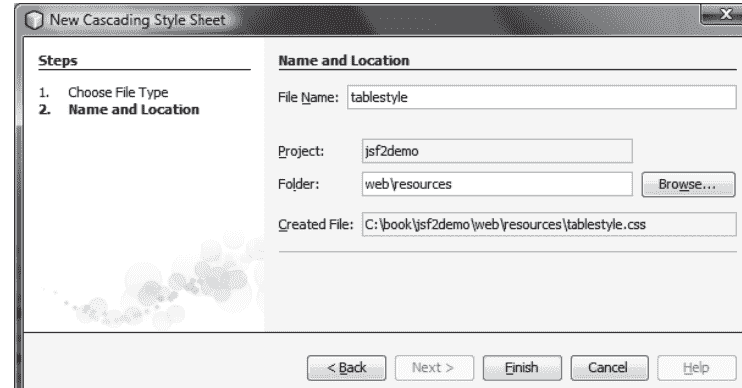 New Cascading Style Sheet
Steps
1. Choose File Type
2. Name and Location
Name and Location
File Name: tablestyle
Project: jsf2demo
Folder: web\resources Browse...
Created File: C:\book\jsf2demo\web\resources\tablestyle.css
< Back Next > Finish Cancel Help